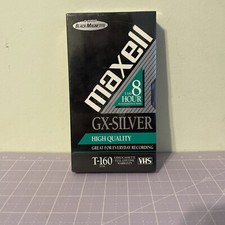 BLACK MAGNETITE
maxell
8
HOUR
GX-SILVER
HIGH QUALITY
GREAT FOR EVERYDAY RECORDING
T-160
VHS